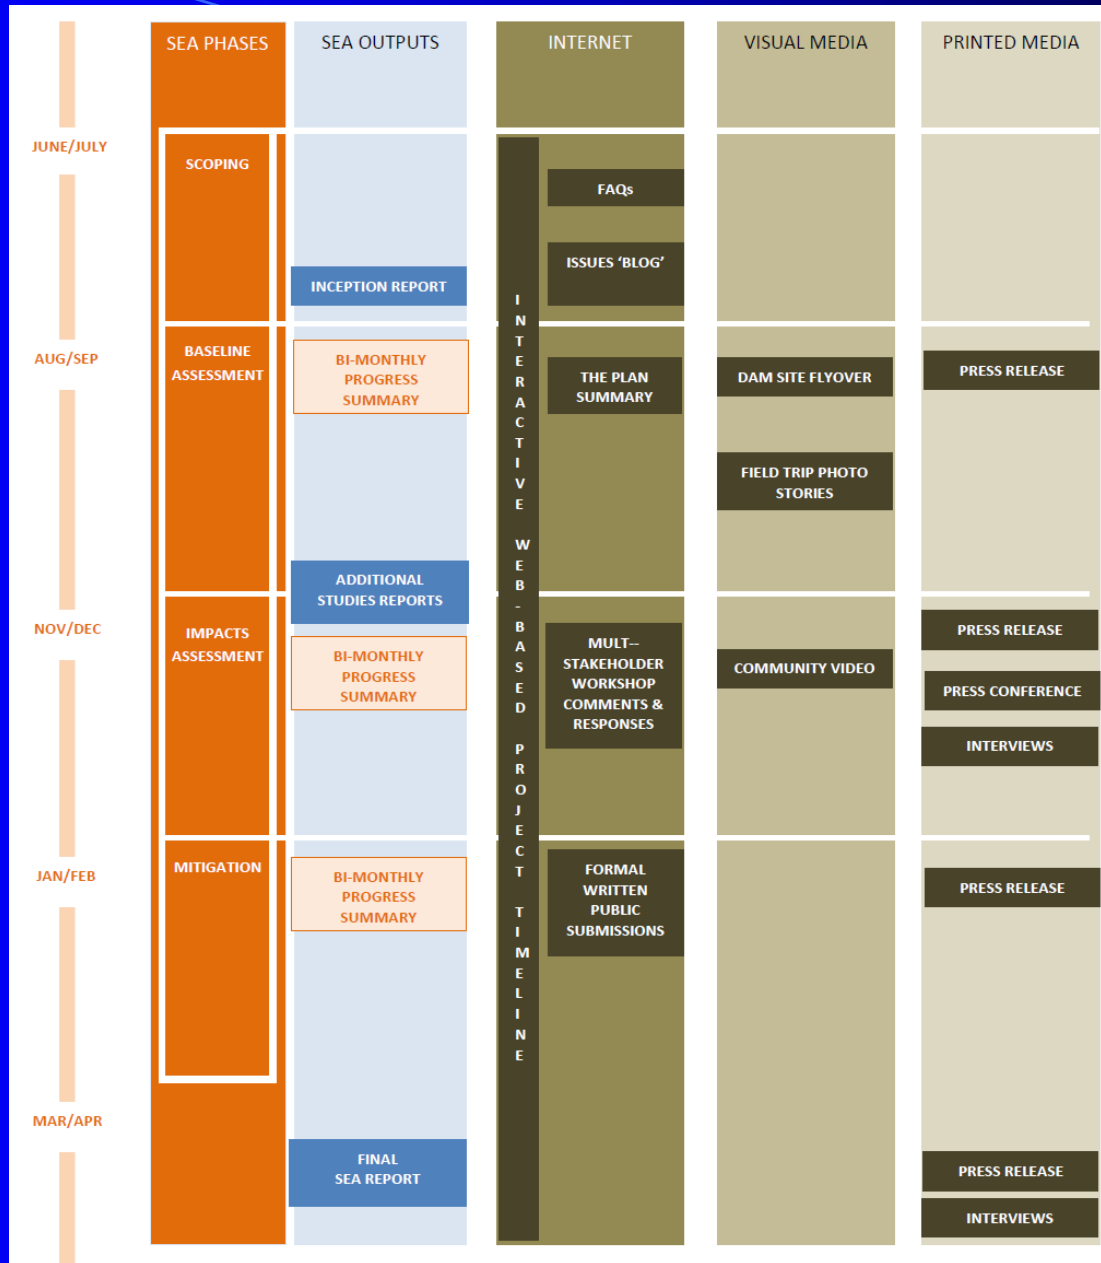 SEA PHASES
SEA OUTPUTS
INTERNET
VISUAL MEDIA
PRINTED MEDIA
JUNE/JULY
SCOPING
INCEPTION REPORT
FAQs
ISSUES ‘BLOG’
INTERACTIVE WEB-BASED PROJECT TIMELINE
AUG/SEP
BASELINE
ASSESSMENT
BI-MONTHLY
PROGRESS
SUMMARY
THE PLAN
SUMMARY
DAM SITE FLYOVER
FIELD TRIP PHOTO
STORIES
PRESS RELEASE
ADDITIONAL
STUDIES REPORTS
NOV/DEC
IMPACTS
ASSESSMENT
BI-MONTHLY
PROGRESS
SUMMARY
MULT--
STAKEHOLDER
WORKSHOP
COMMENTS &
RESPONSES
COMMUNITY VIDEO
PRESS RELEASE
PRESS CONFERENCE
INTERVIEWS
JAN/FEB
MITIGATION
BI-MONTHLY
PROGRESS
SUMMARY
FORMAL
WRITTEN
PUBLIC
SUBMISSIONS
PRESS RELEASE
MAR/APR
FINAL
SEA REPORT
PRESS RELEASE
INTERVIEWS